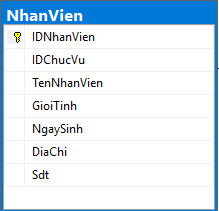 NhanVien
IDNhanVien
IDChucVu
TenNhanVien
GioiTinh
NgaySinh
DiaChi
Sdt